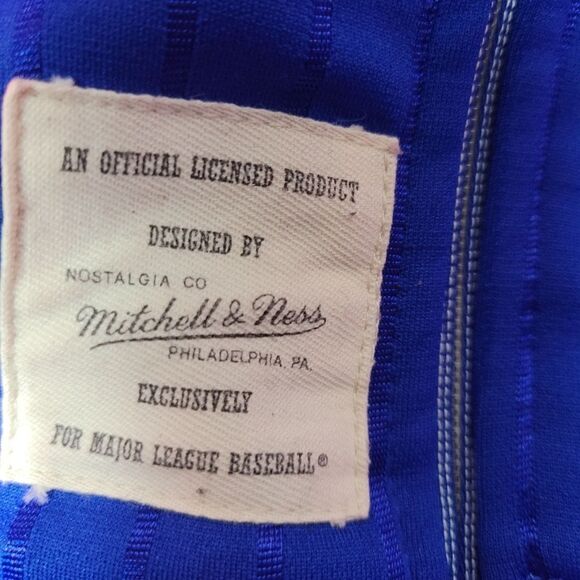 AN OFFICIAL LICENSED PRODUCT
DESIGNED BY
NOSTALGIA CO
Mitchell & Ness
PHILADELPHIA, PA.
EXCLUSIVELY
FOR MAJOR LEAGUE BASEBALL®